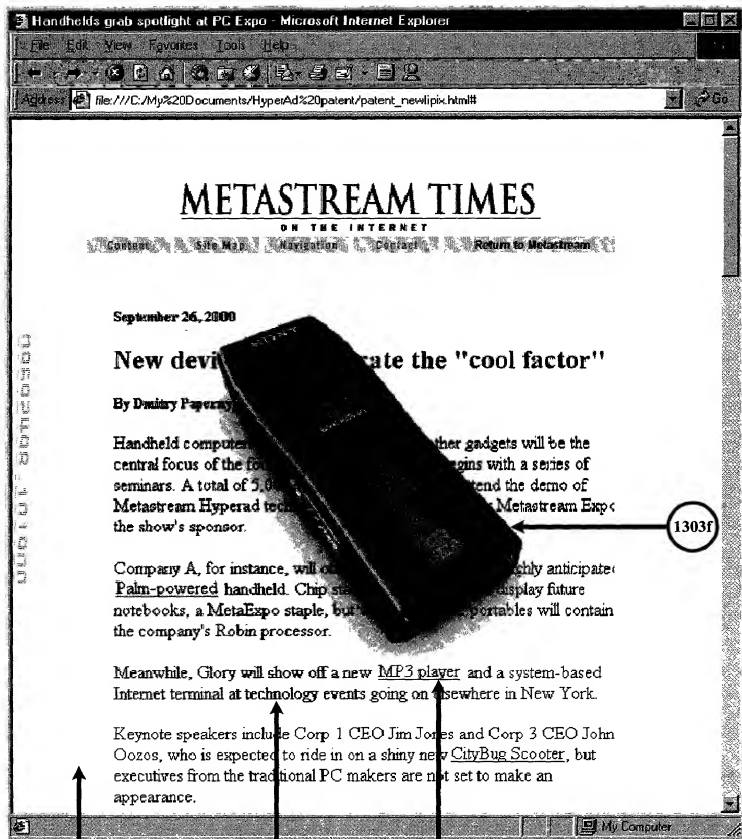 Handhelds grab spotlight at PC Expo - Microsoft Internet Explorer
File Edit View Favorites Tools Help
Address file:///C:/My%20Documents/HyperAd%20patent/patent_newlipix.html# Go
METASTREAM TIMES
ON THE INTERNET
Content Site Map Navigation Contact Return to Metastream
September 26, 2000
New devi ate the "cool factor"
By Dmitry Paperny
Handheld compute ther gadgets will be the
central focus of the fo gins with a series of
seminars. A total of 5,0 tend the demo of
Metastream Hyperad tec Metastream Expo
the show's sponsor.
1303f
Company A, for instance, will chly anticipate
Palm-powered handheld. Chip display future
notebooks, a MetaExpo staple, bu portables will contain
the company's Robin processor.
Meanwhile, Glory will show off a new MP3 player and a system-based
Internet terminal at technology events going on elsewhere in New York.
Keynote speakers include Corp 1 CEO Jim Jones and Corp 3 CEO John
Oozos, who is expected to ride in on a shiny new CityBug Scooter, but
executives from the traditional PC makers are not set to make an
appearance.
My Computer